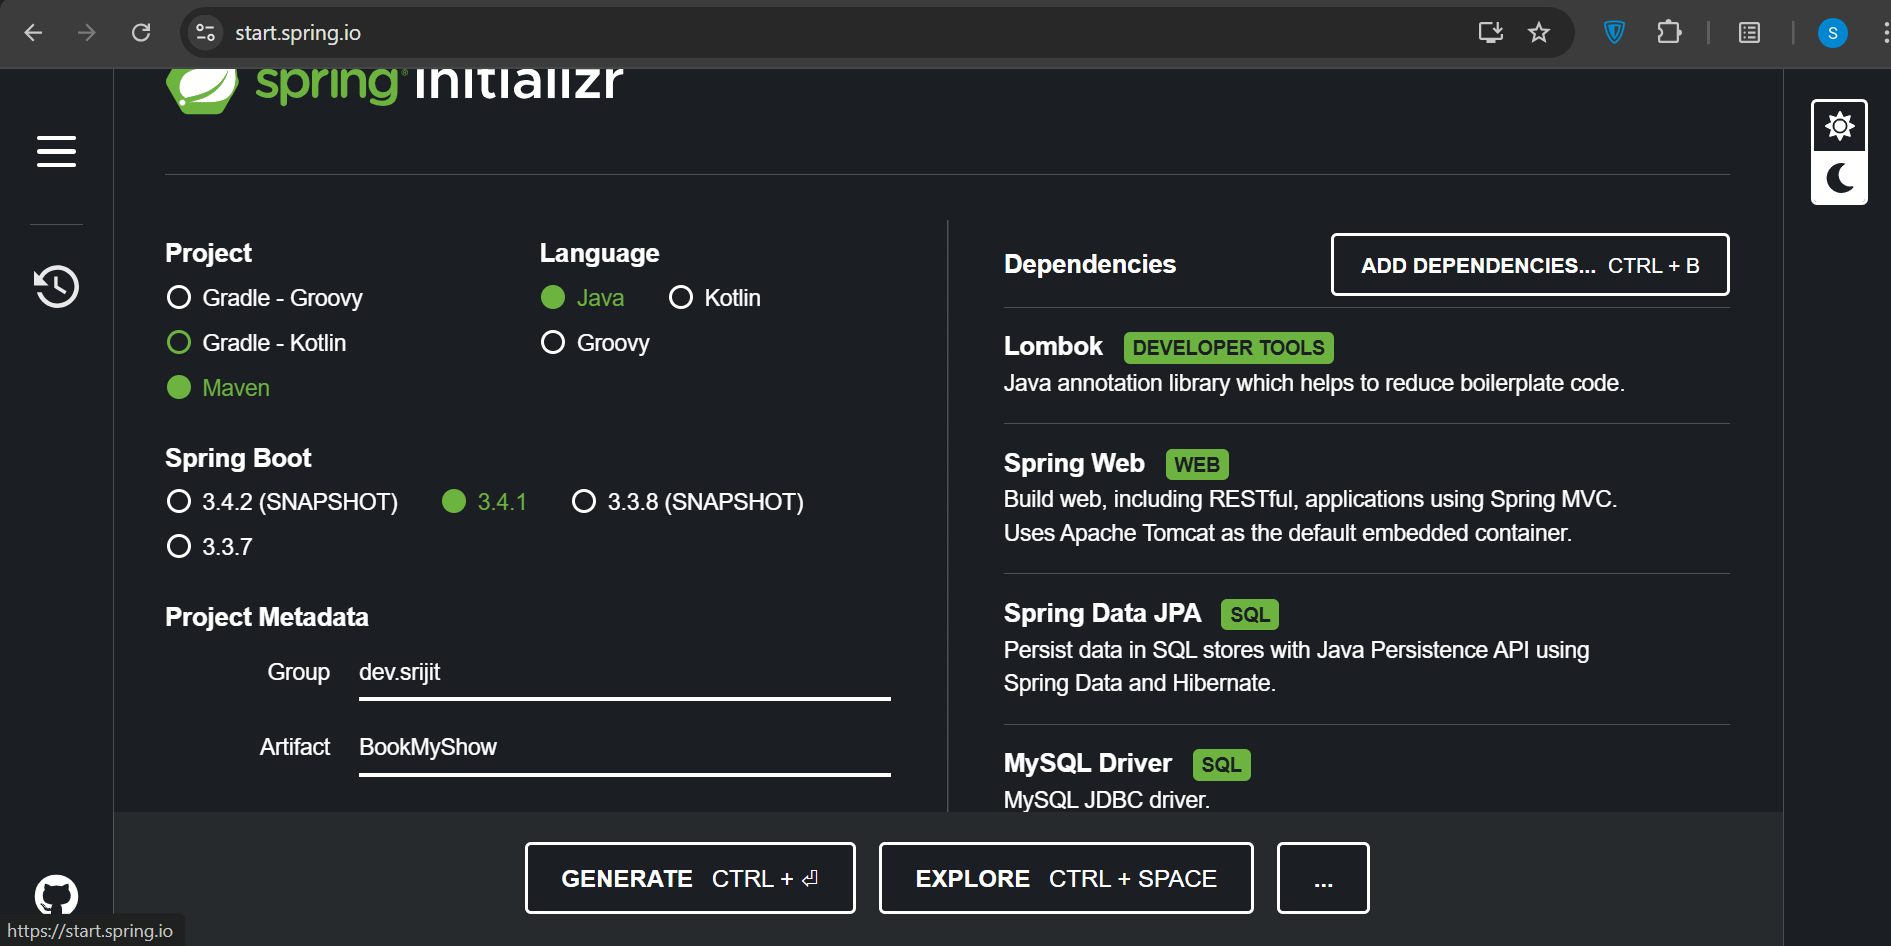 start.spring.io
S
spring initializr
Project
Gradle - Groovy
Gradle - Kotlin
Maven
Language
Java
Kotlin
Groovy
Spring Boot
3.4.2 (SNAPSHOT)
3.4.1
3.3.8 (SNAPSHOT)
3.3.7
Project Metadata
Group dev.srijit
Artifact BookMyShow
Dependencies
ADD DEPENDENCIES... CTRL + B
Lombok DEVELOPER TOOLS
Java annotation library which helps to reduce boilerplate code.
Spring Web WEB
Build web, including RESTful, applications using Spring MVC.
Uses Apache Tomcat as the default embedded container.
Spring Data JPA SQL
Persist data in SQL stores with Java Persistence API using
Spring Data and Hibernate.
MySQL Driver SQL
MySQL JDBC driver.
GENERATE CTRL + ⏎
EXPLORE CTRL + SPACE
...
https://start.spring.io